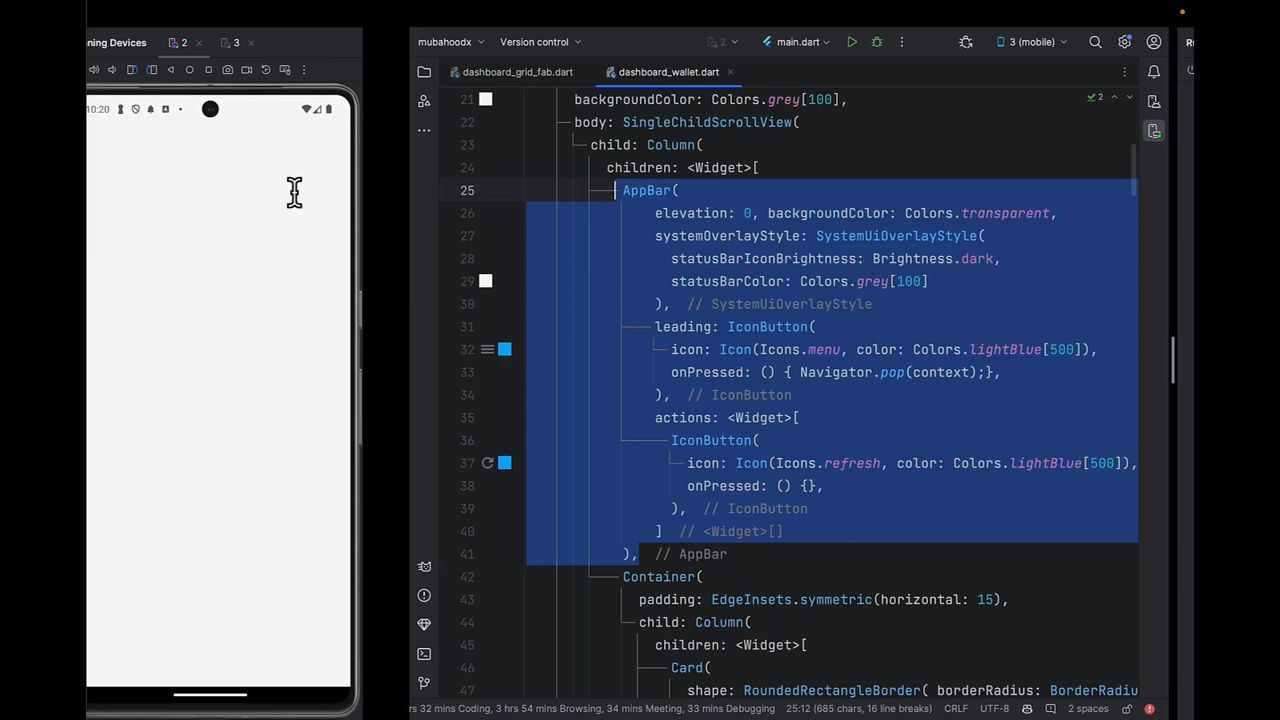 ning Devices
2
3
10:20
mubahoodx
Version control
2
main.dart
3 (mobile)
Ru
dashboard_grid_fab.dart
dashboard_wallet.dart
2
21 backgroundColor: Colors.grey[100],
22 body: SingleChildScrollView(
23 child: Column(
24 children: <Widget>[
25 AppBar(
26 elevation: 0, backgroundColor: Colors.transparent,
27 systemOverlayStyle: SystemUiOverlayStyle(
28 statusBarIconBrightness: Brightness.dark,
29 statusBarColor: Colors.grey[100]
30 ), // SystemUiOverlayStyle
31 leading: IconButton(
32 icon: Icon(Icons.menu, color: Colors.lightBlue[500]),
33 onPressed: () { Navigator.pop(context);},
34 ), // IconButton
35 actions: <Widget>[
36 IconButton(
37 icon: Icon(Icons.refresh, color: Colors.lightBlue[500]),
38 onPressed: () {},
39 ), // IconButton
40 ] // <Widget>[]
41 ), // AppBar
42 Container(
43 padding: EdgeInsets.symmetric(horizontal: 15),
44 child: Column(
45 children: <Widget>[
46 Card(
47 shape: RoundedRectangleBorder( borderRadius: BorderRadiu
rs 32 mins Coding, 3 hrs 54 mins Browsing, 34 mins Meeting, 33 mins Debugging
25:12 (685 chars, 16 line breaks)
CRLF
UTF-8
2 spaces